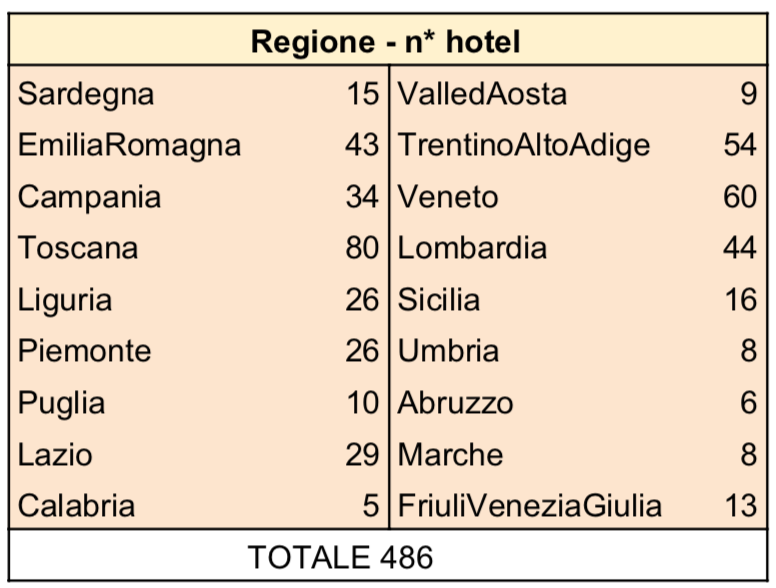 Regione - n* hotel
Sardegna 15 ValledAosta 9
EmiliaRomagna 43 TrentinoAltoAdige 54
Campania 34 Veneto 60
Toscana 80 Lombardia 44
Liguria 26 Sicilia 16
Piemonte 26 Umbria 8
Puglia 10 Abruzzo 6
Lazio 29 Marche 8
Calabria 5 FriuliVeneziaGiulia 13
TOTALE 486